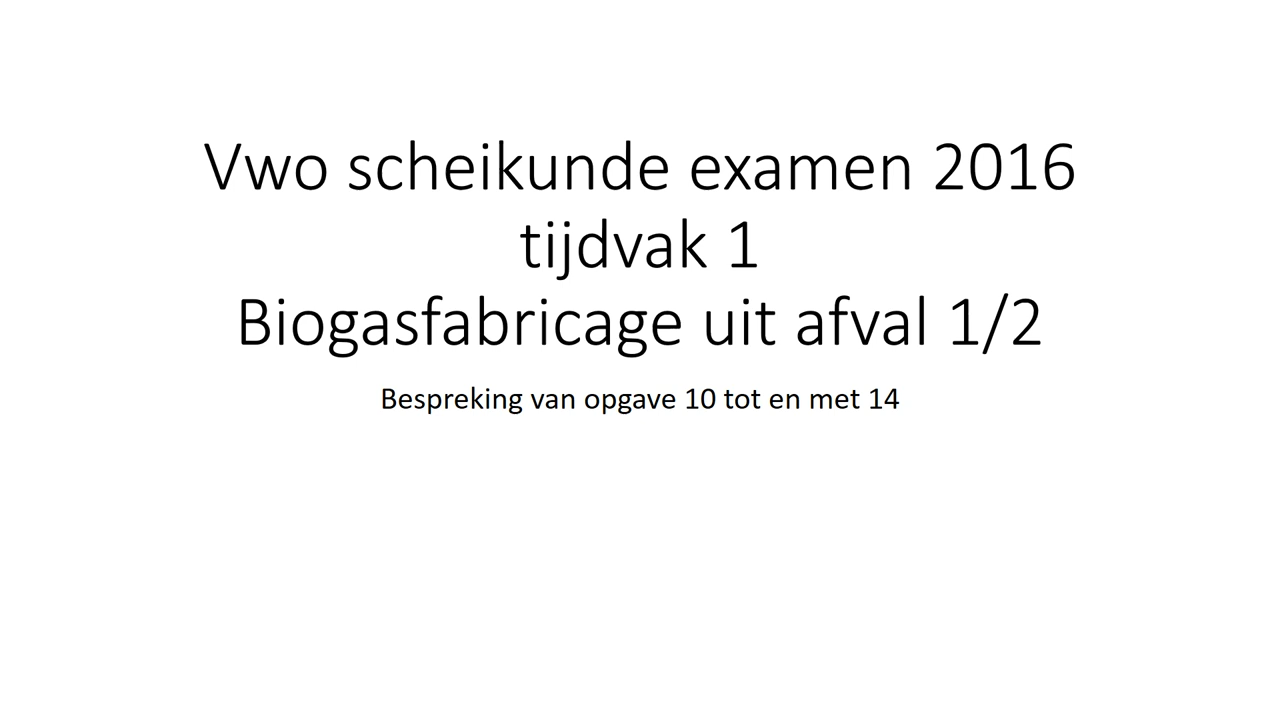 Vwo scheikunde examen 2016
tijdvak 1
Biogasfabricage uit afval 1/2
Bespreking van opgave 10 tot en met 14